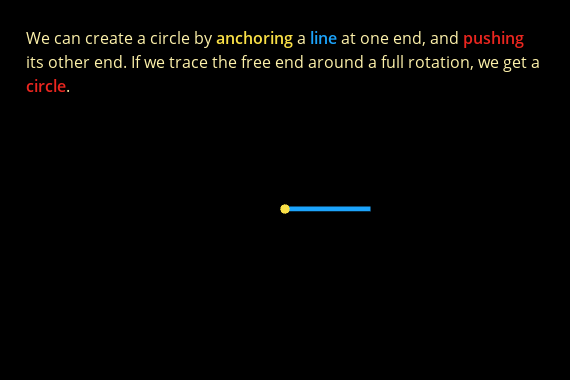 We can create a circle by anchoring a line at one end, and pushing
its other end. If we trace the free end around a full rotation, we get a
circle.